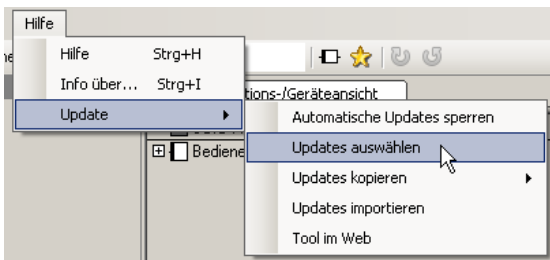 Hilfe
Hilfe Strg+H
Info über... Strg+I
Update
tions-/Geräteansicht
Automatische Updates sperren
Bediene
Updates auswählen
Updates kopieren
Updates importieren
Tool im Web